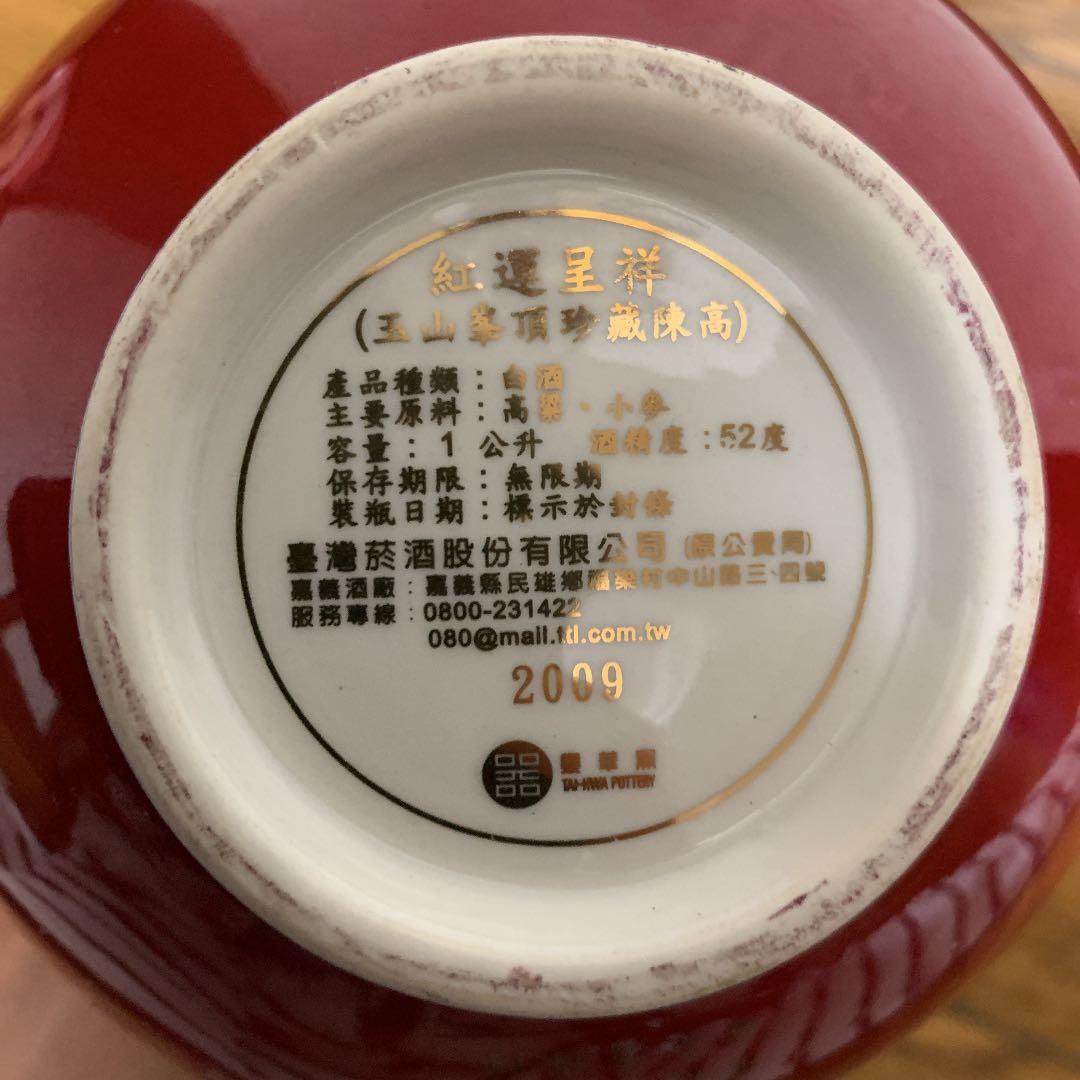 紅運呈祥
(玉山峯頂珍藏陳高)
產品種類：白酒
主要原料：高粱、小麥
容量：1 公升 酒精度：52度
保存期限：無限期
裝瓶日期：標示於封條
臺灣菸酒股份有限公司 (原公賣局)
嘉義酒廠：嘉義縣民雄鄉福樂村中山路三、四號
服務專線：0800-231422
080@mail.ttl.com.tw
2009
臺華窯
TAI-HWA POTTERY